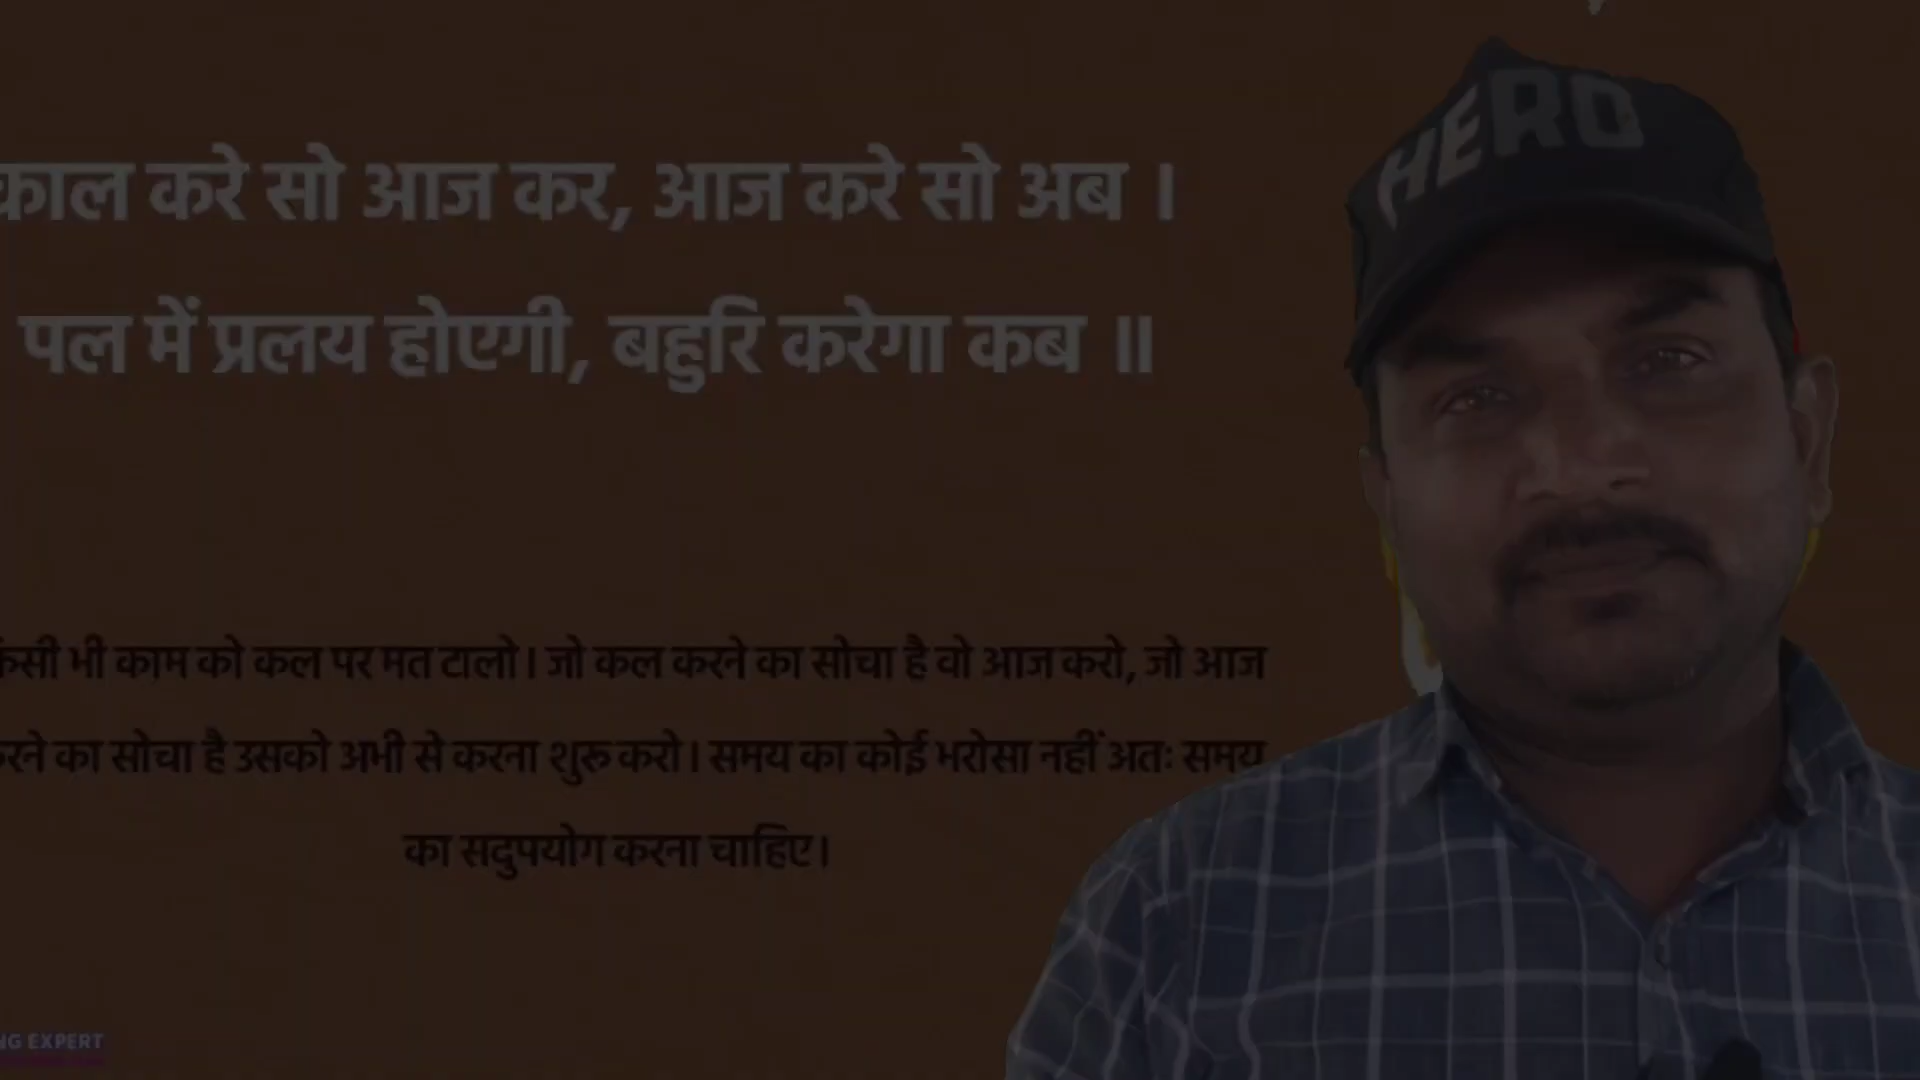 काल करे सो आज कर, आज करे सो अब ।
पल में प्रलय होएगी, बहुरि करेगा कब ॥
भी काम को कल पर मत टालो । जो कल करने का सोचा है वो आज करो, जो आज
का सोचा है उसको अभी से करना शुरू करो । समय का कोई भरोसा नहीं अतः समय
का सदुपयोग करना चाहिए ।
HERO
NG EXPERT